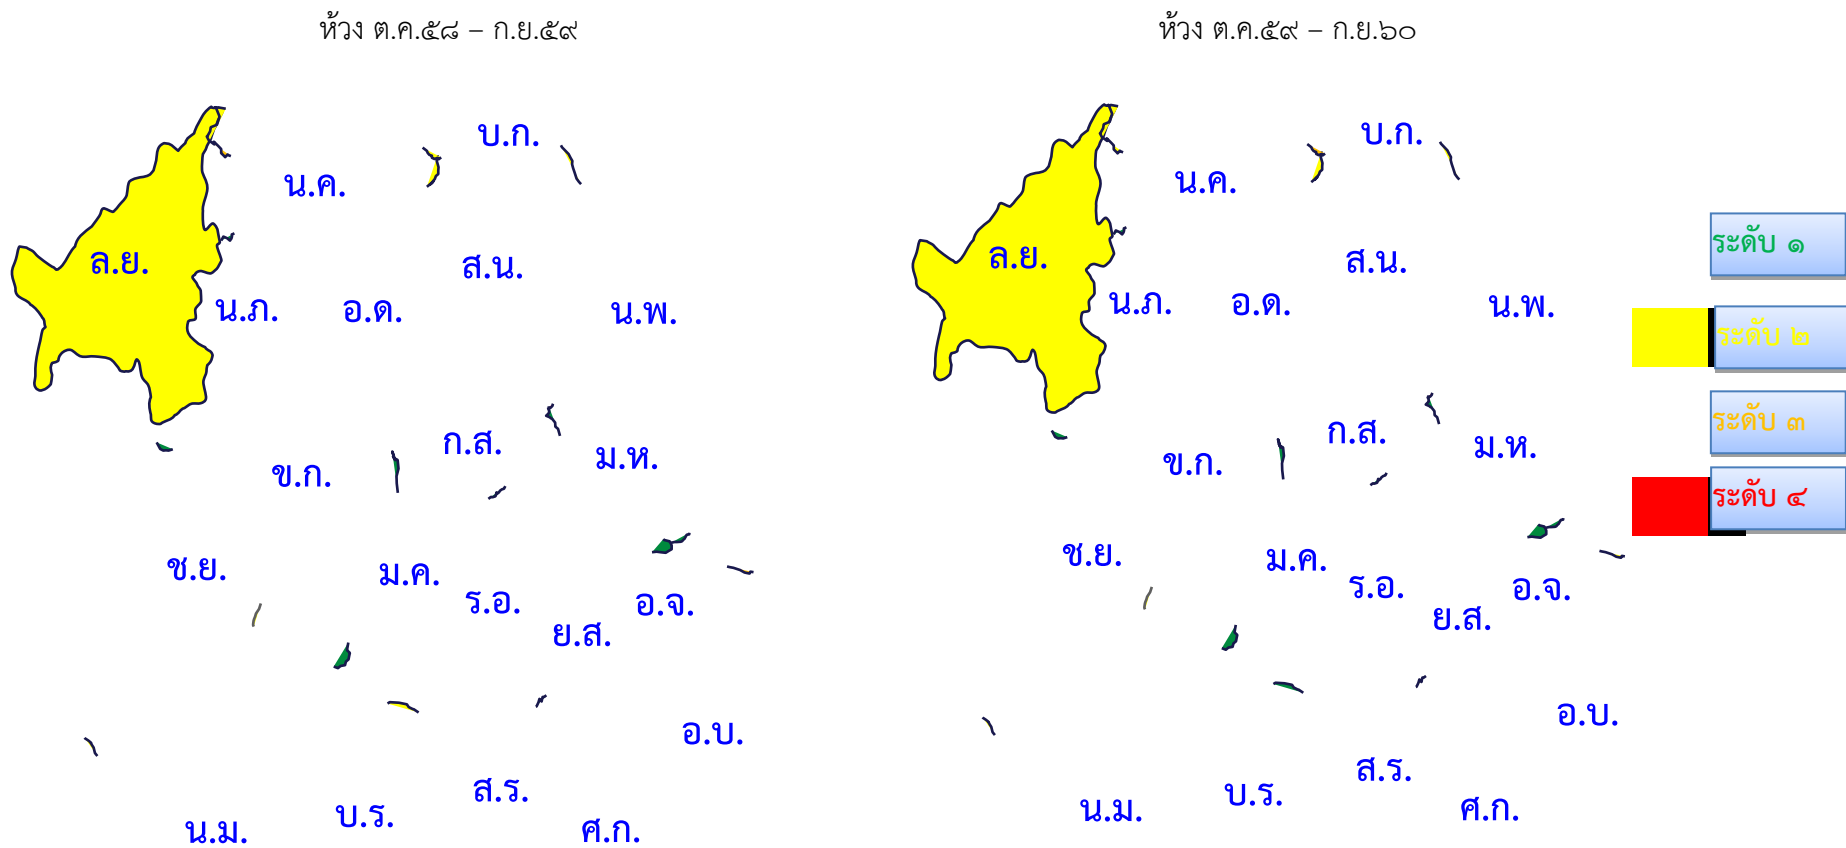 ห้วง ต.ค.๕๘ – ก.ย.๕๙
บ.ก.
น.ค.
ล.ย.
ส.น.
น.ภ.
อ.ด.
น.พ.
ก.ส.
ม.ห.
ข.ก.
ช.ย.
ม.ค.
ร.อ.
อ.จ.
ย.ส.
อ.บ.
ส.ร.
บ.ร.
น.ม.
ศ.ก.
ห้วง ต.ค.๕๙ – ก.ย.๖๐
บ.ก.
น.ค.
ล.ย.
ส.น.
น.ภ.
อ.ด.
น.พ.
ก.ส.
ม.ห.
ข.ก.
ช.ย.
ม.ค.
ร.อ.
อ.จ.
ย.ส.
อ.บ.
ส.ร.
บ.ร.
น.ม.
ศ.ก.
ระดับ ๑
ระดับ ๒
ระดับ ๓
ระดับ ๔